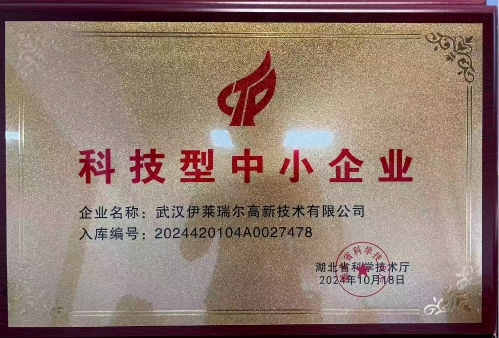 科技型中小企业
企业名称：武汉伊莱瑞尔高新技术有限公司
入库编号：2024420104A0027478
湖北省科学技术厅
2024年10月18日